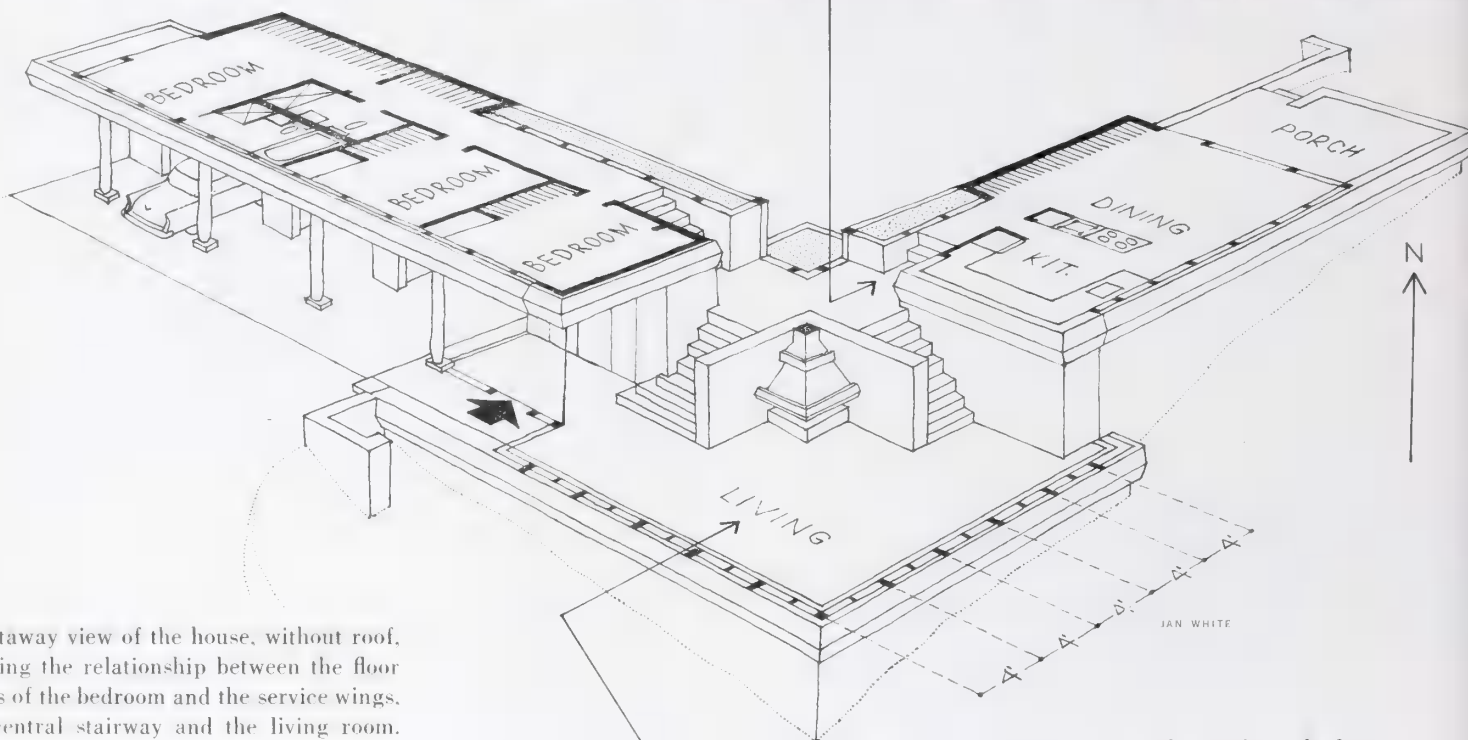 BEDROOM
BEDROOM
BEDROOM
PORCH
DINING
KIT.
N
LIVING
4'
4'
4'
4'
JAN WHITE
taway view of the house, without roof,
ing the relationship between the floor
s of the bedroom and the service wings,
entral stairway and the living room.